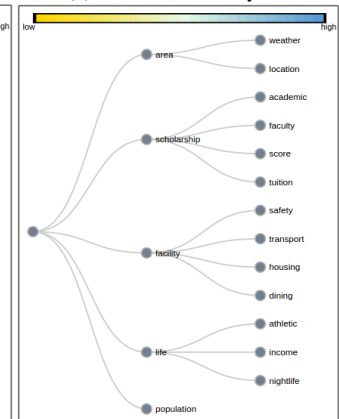 gh low high
weather
area
location
academic
faculty
scholarship
score
tuition
safety
transport
facility
housing
dining
athletic
life income
nightlife
population